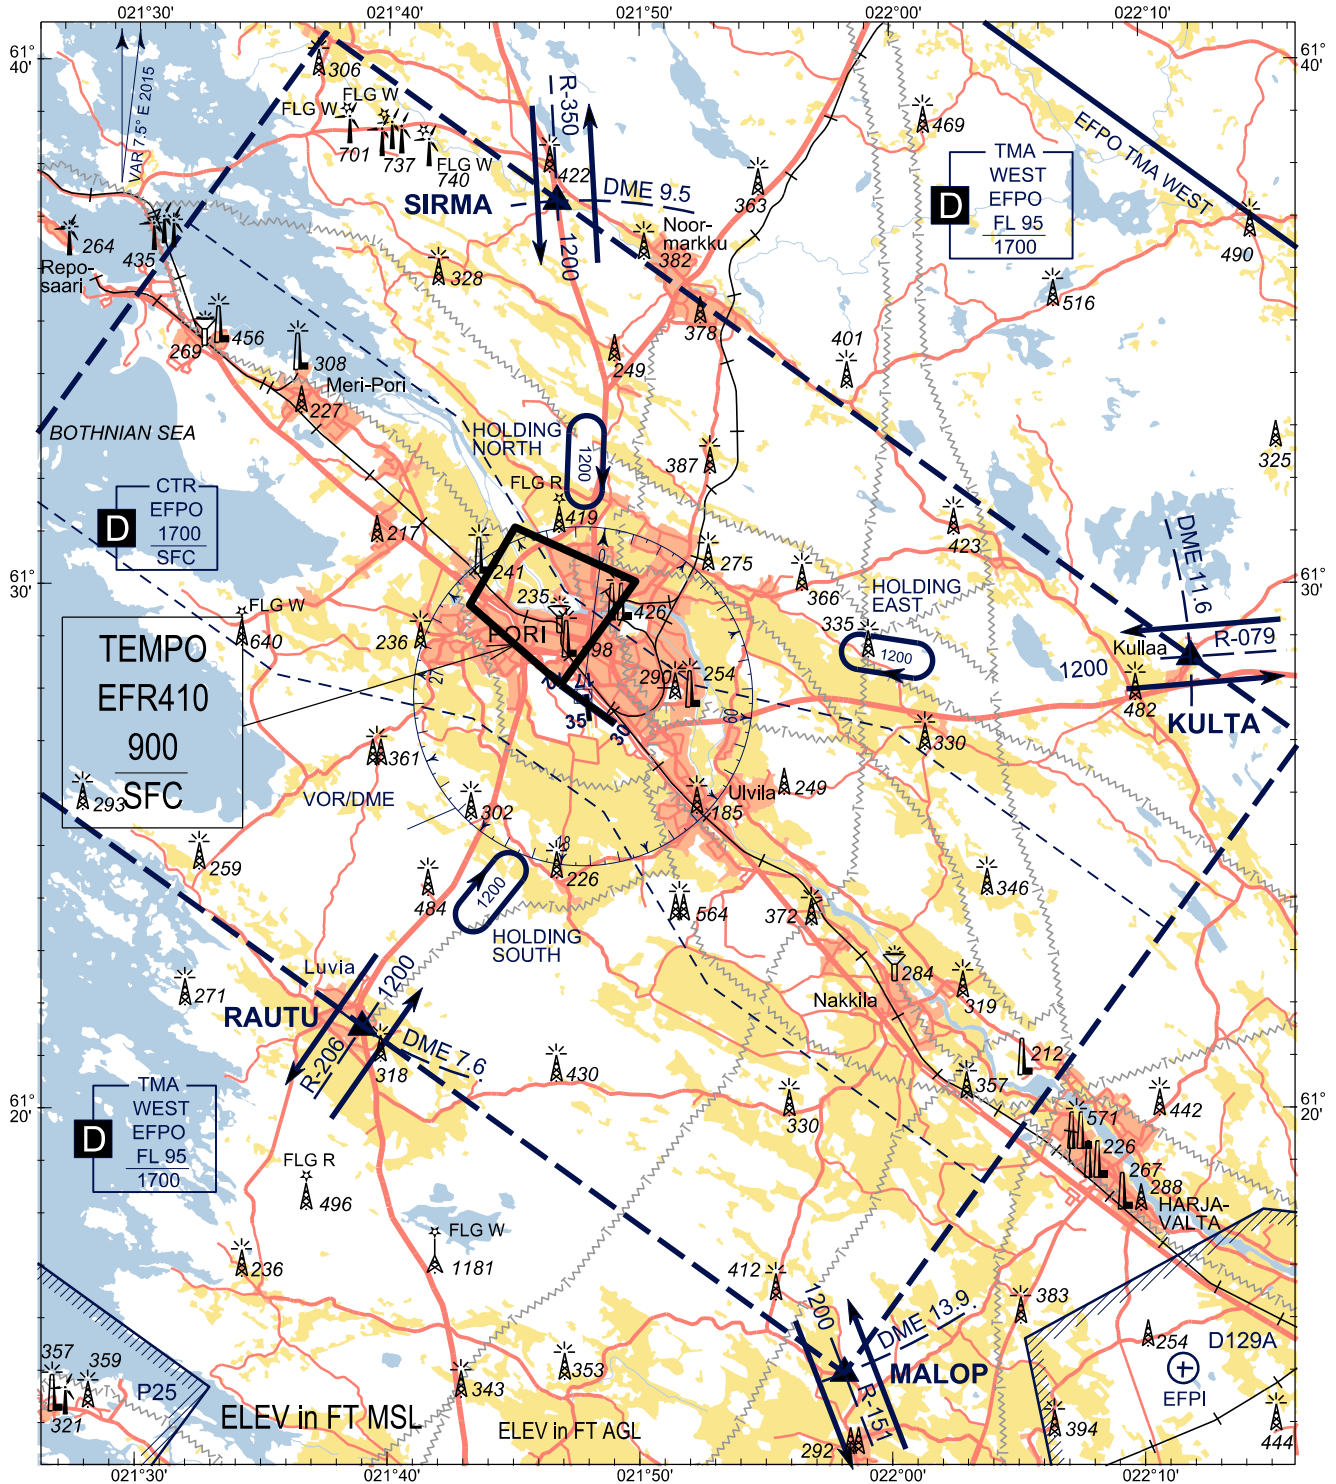 021°30'
021°40'
021°50'
022°00'
022°10'
61°
40'
61°
40'
VAR 7.5° E 2015
306
FLG W
FLG W
701
737
FLG W
740
R-350
422
DME 9.5
SIRMA
1200
469
363
EFPO TMA WEST
TMA
WEST
EFPO
FL 95
1700
D
490
516
264
435
Repo-
saari
328
Noor-
markku
382
378
401
269
456
308
Meri-Pori
227
249
BOTHNIAN SEA
HOLDING
NORTH
1200
387
325
CTR
EFPO
1700
SFC
D
FLG R
419
217
241
275
423
DME 11.6
61°
30'
61°
30'
366
HOLDING
EAST
335
1200
FLG W
640
235
426
236
PORI
98
290
254
Kullaa
R-079
1200
482
KULTA
TEMPO
EFR410
900
SFC
0
27
09
18
12
17
35
30
330
361
293
VOR/DME
302
185
Ulvila
249
259
226
484
1200
HOLDING
SOUTH
564
372
346
Luvia
1200
271
RAUTU
284
Nakkila
319
R-206
318
DME 7.6
430
357
212
330
442
571
226
267
288
HARJA-
VALTA
61°
20'
61°
20'
TMA
WEST
EFPO
FL 95
1700
D
FLG R
496
FLG W
1181
236
412
1200
DME 13.9
MALOP
R-151
383
254
D129A
EFPI
357
359
321
P25
353
343
292
394
444
ELEV in FT MSL
ELEV in FT AGL
021°30'
021°40'
021°50'
022°00'
022°10'